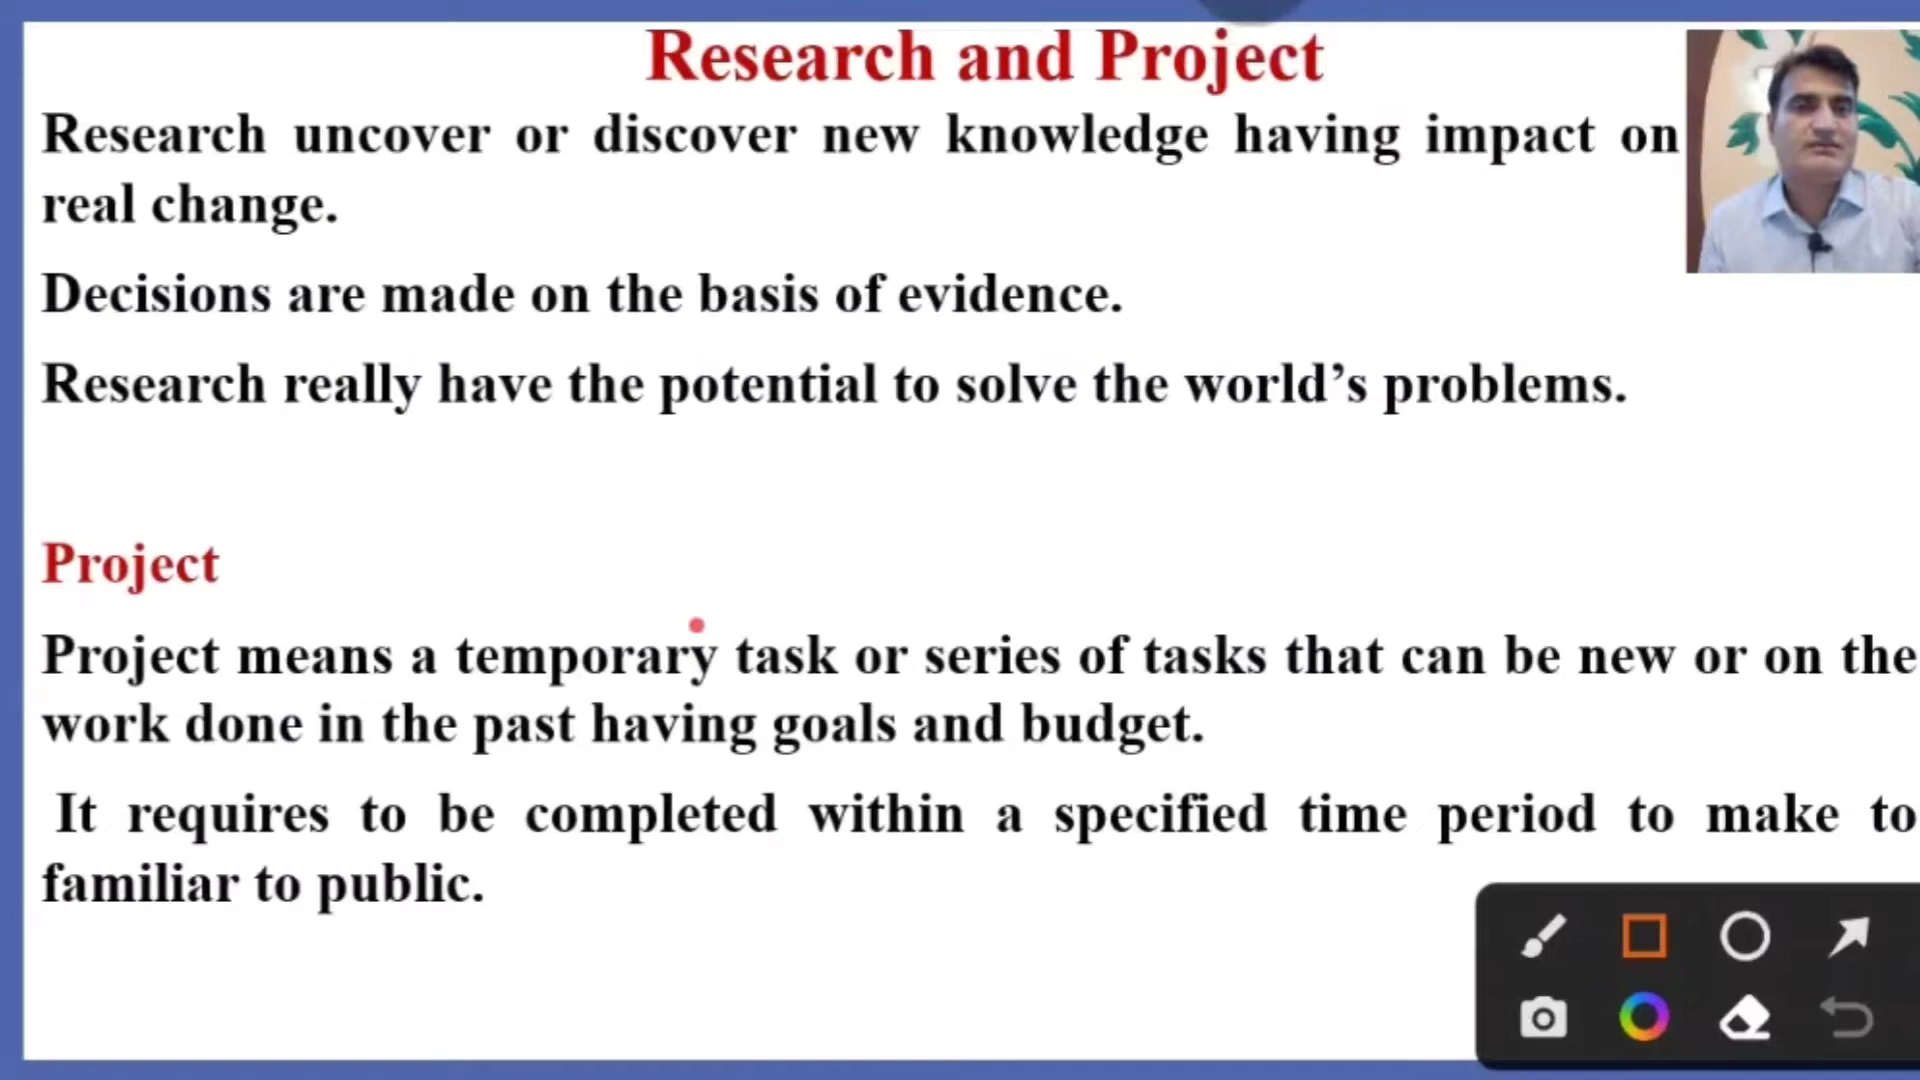 Research and Project
Research uncover or discover new knowledge having impact on
real change.
Decisions are made on the basis of evidence.
Research really have the potential to solve the world’s problems.
Project
Project means a temporary task or series of tasks that can be new or on the
work done in the past having goals and budget.
It requires to be completed within a specified time period to make to
familiar to public.